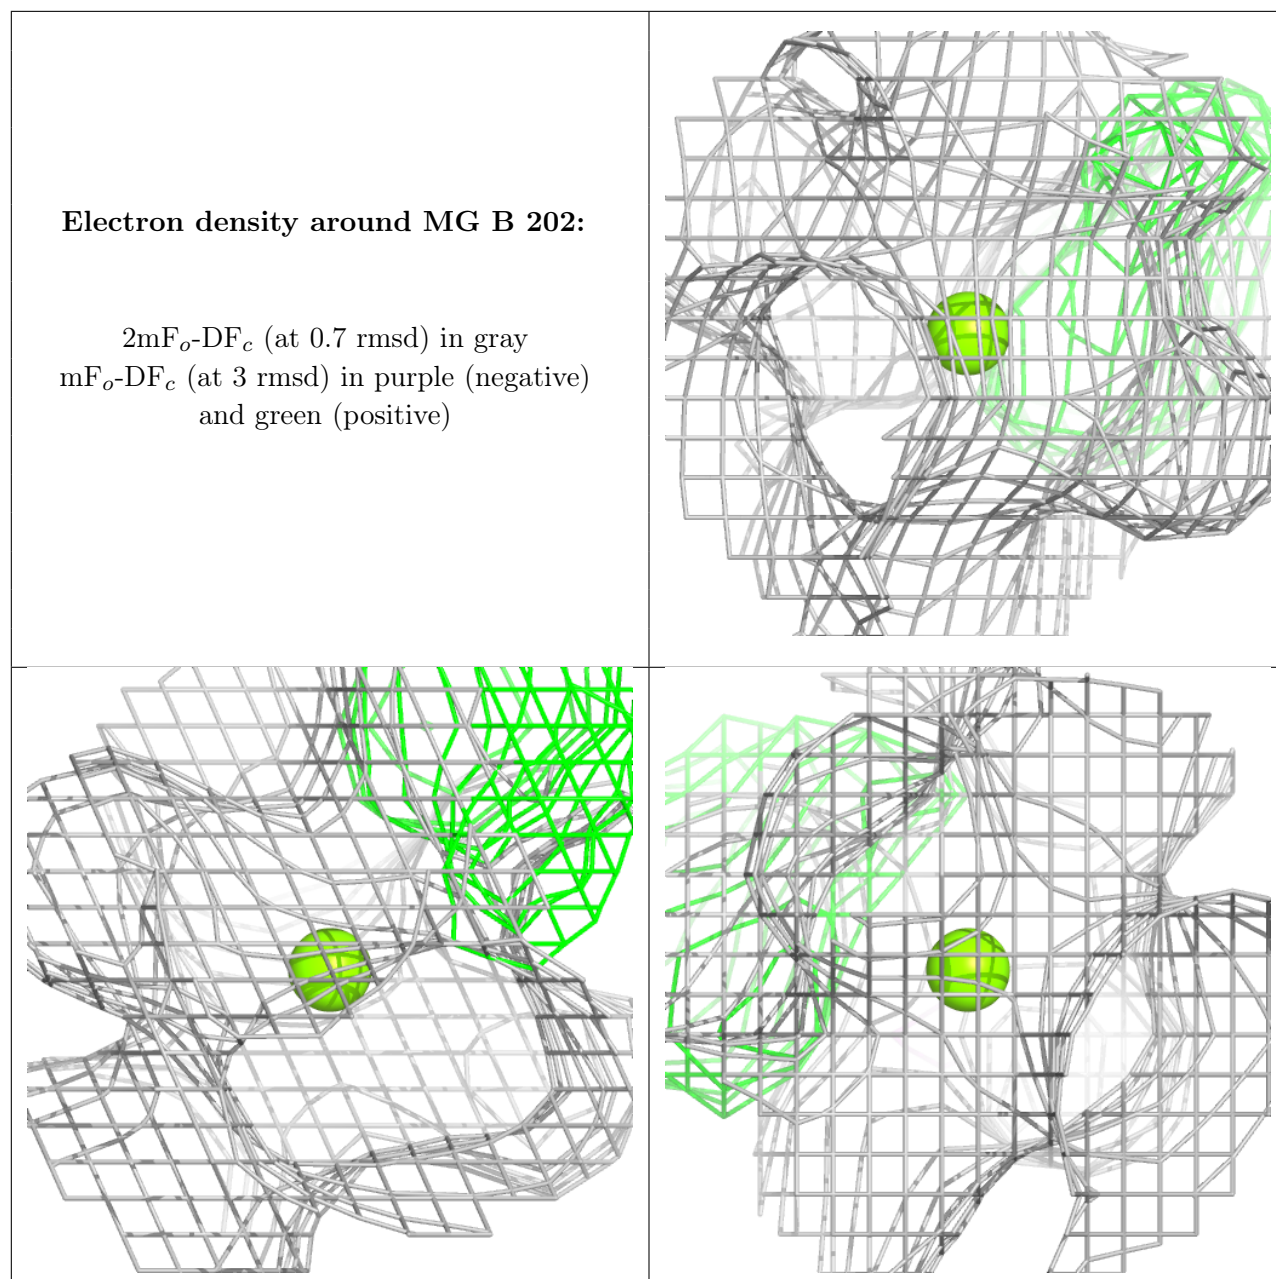 Electron density around MG B 202:
2mFo-DFc (at 0.7 rmsd) in gray
mFo-DFc (at 3 rmsd) in purple (negative)
and green (positive)